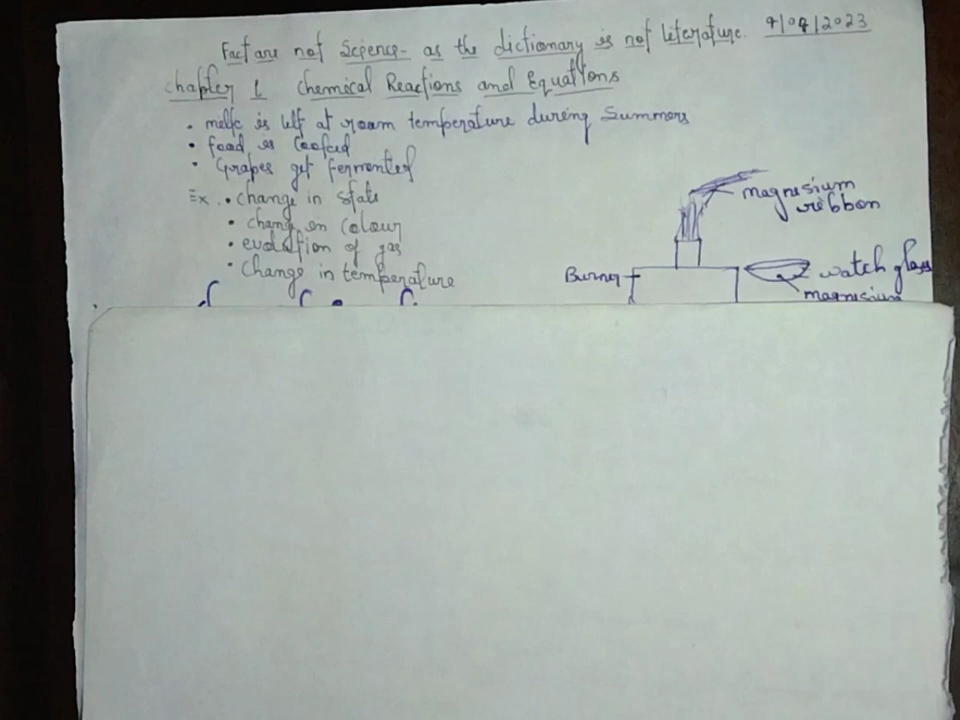 Fact are not Science - as the dictionary is not literature. 9/04/2023
Chapter 1 Chemical Reactions and Equations
• milk is left at room temperature during Summers
• food is Cooked
• Grapes get fermented
Ex. • change in state
• change in Colour
• evolution of gas
• Change in temperature
magnesium
ribbon
Burner
watch glass
magnesium